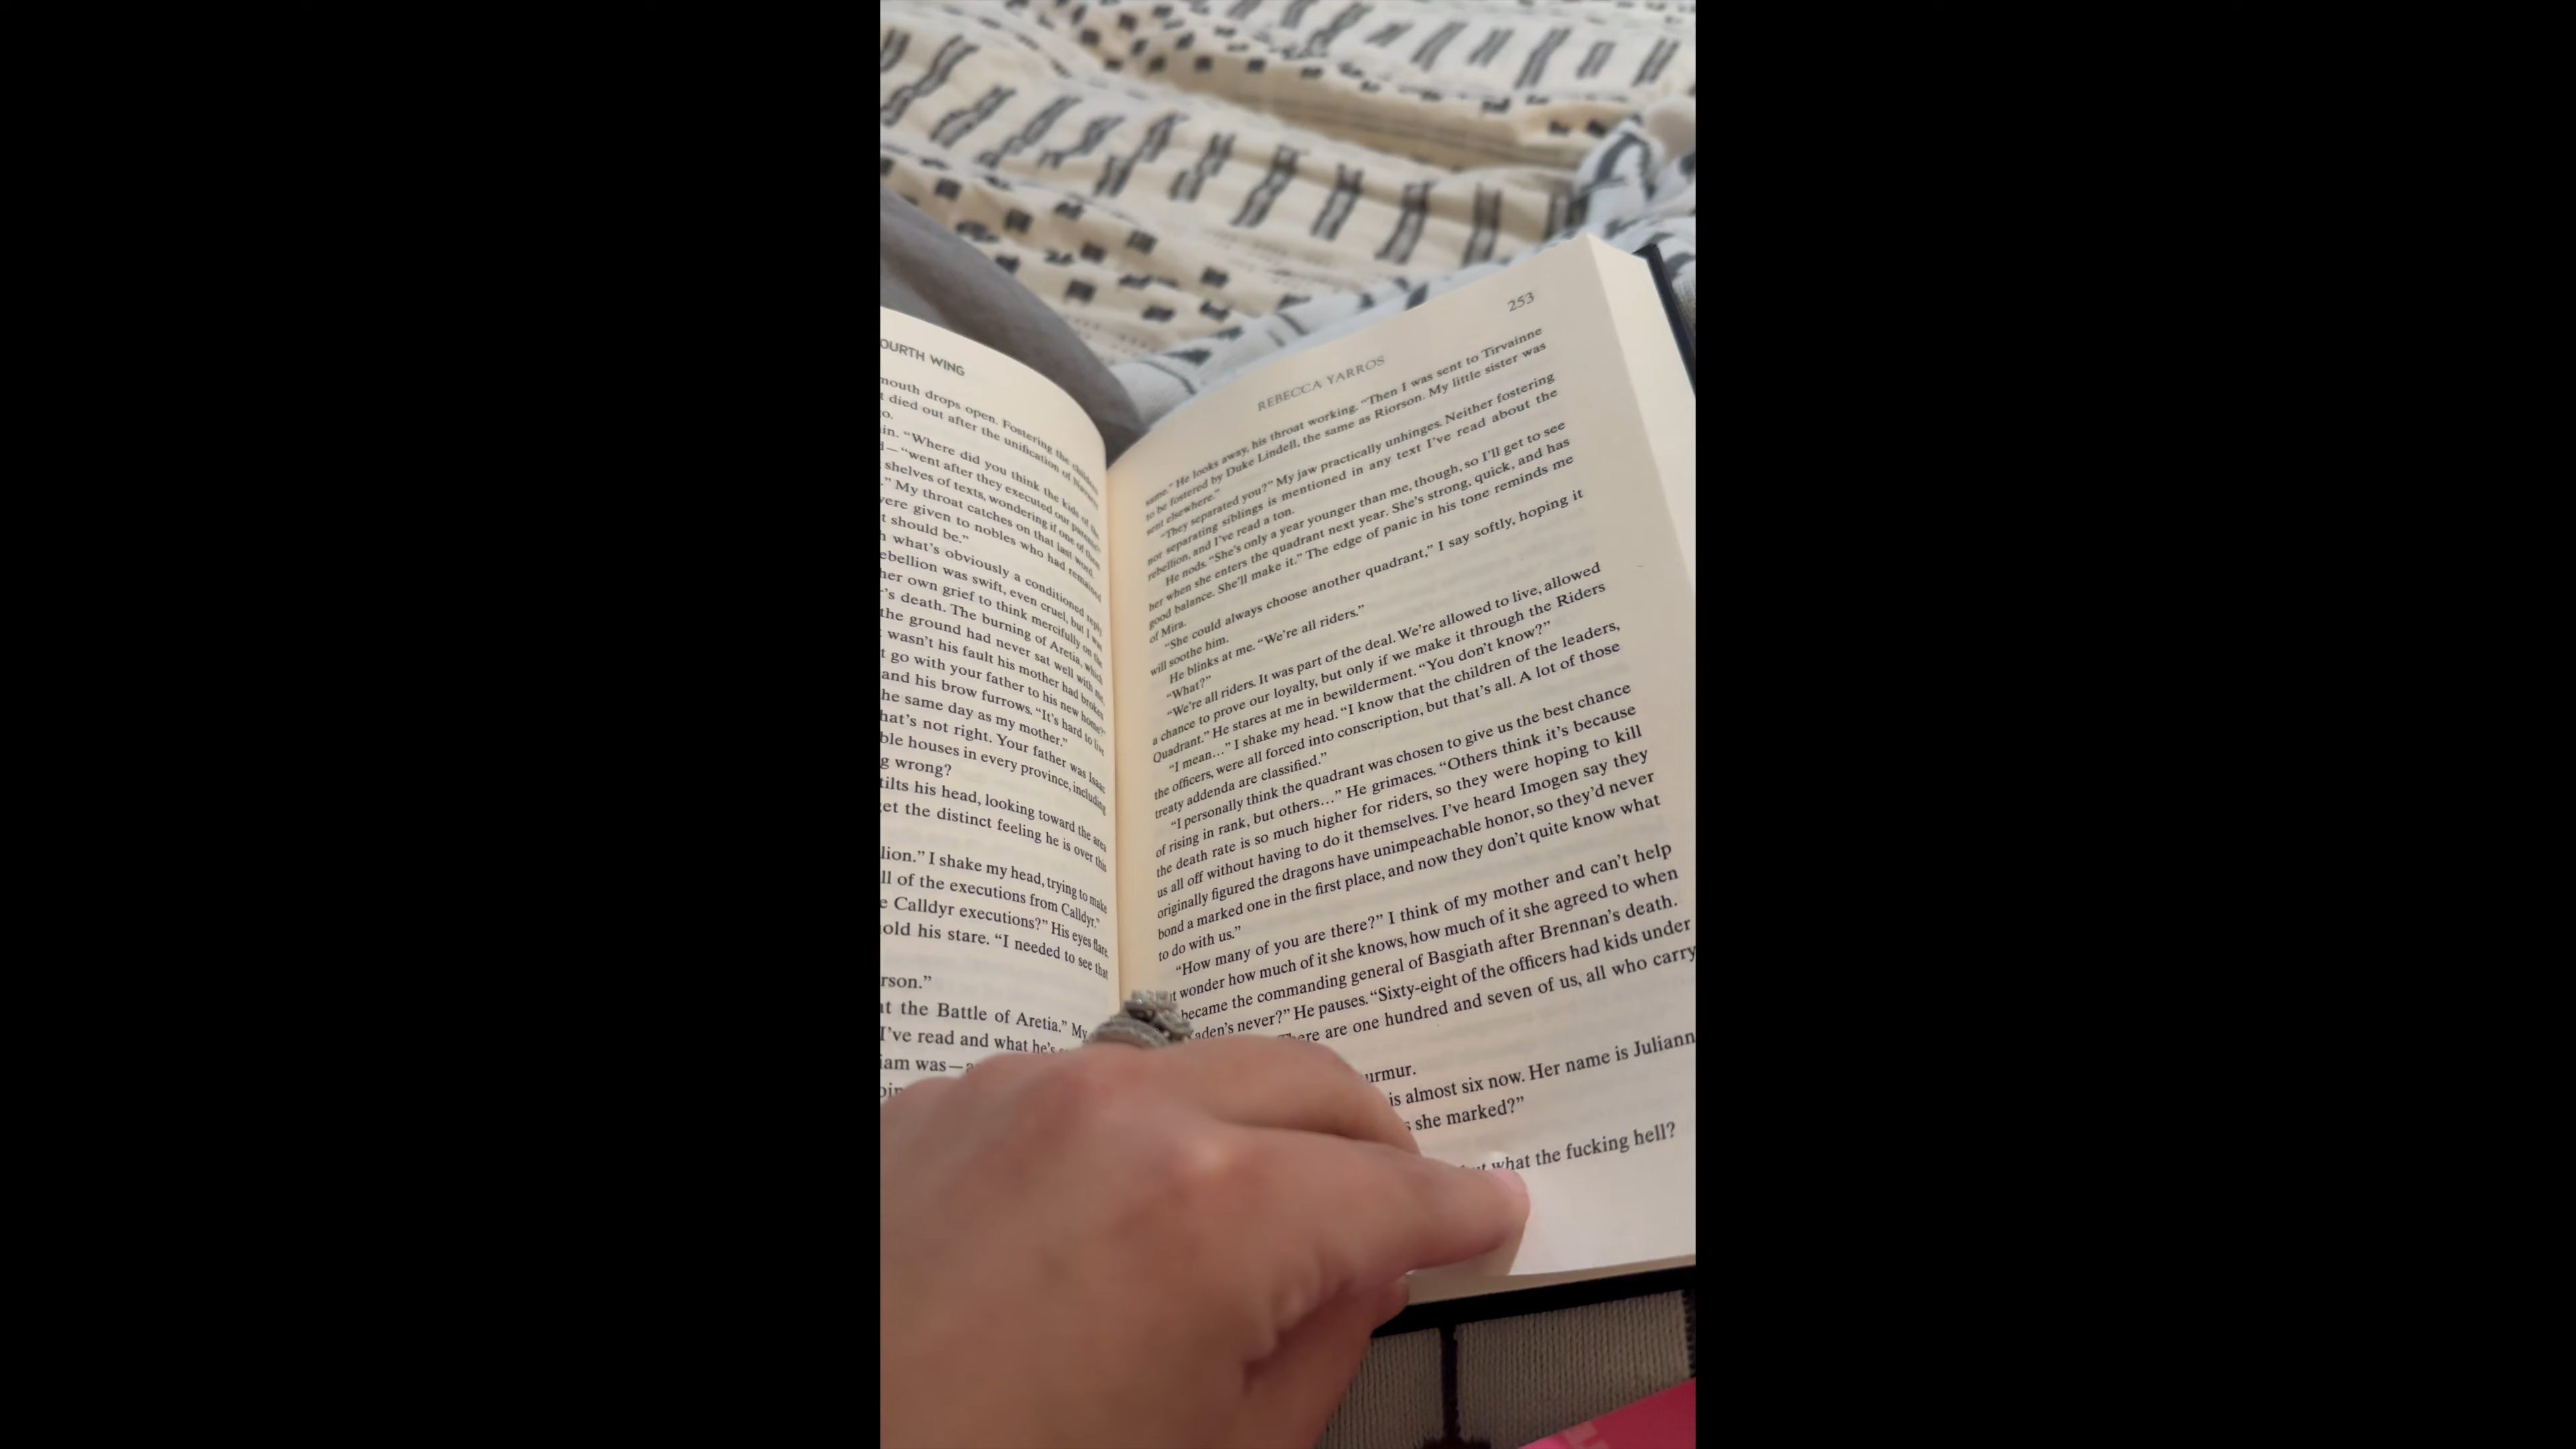 OURTH WING
mouth drops open. Fostering the children
t died out after the unification of Navarre
o.
in. “Where did you think the kids of the
d—“went after they executed our parents?”
shelves of texts, wondering if one of them
.” My throat catches on that last word.
were given to nobles who had remained
t should be.”
n what’s obviously a conditioned reply
ebellion was swift, even cruel, but I was
her own grief to think mercifully on the
’s death. The burning of Aretia, which
the ground had never sat well with me,
t wasn’t his fault his mother had broken
t go with your father to his new home?”
and his brow furrows. “It’s hard to live
he same day as my mother.”
hat’s not right. Your father was Isaac
ble houses in every province, including
g wrong?
tilts his head, looking toward the area
get the distinct feeling he is over this
lion.” I shake my head, trying to make
ll of the executions from Calldyr.”
e Calldyr executions?” His eyes flare.
old his stare. “I needed to see that
rson.”
at the Battle of Aretia.” My
I’ve read and what he’s
iam was—a
REBECCA YARROS
253
same.” He looks away, his throat working. “Then I was sent to Tirvainne
to be fostered by Duke Lindell, the same as Riorson. My little sister was
sent elsewhere.”
“They separated you?” My jaw practically unhinges. Neither fostering
nor separating siblings is mentioned in any text I’ve read about the
rebellion, and I’ve read a ton.
He nods. “She’s only a year younger than me, though, so I’ll get to see
her when she enters the quadrant next year. She’s strong, quick, and has
good balance. She’ll make it.” The edge of panic in his tone reminds me
of Mira.
“She could always choose another quadrant,” I say softly, hoping it
will soothe him.
He blinks at me. “We’re all riders.”
“What?”
“We’re all riders. It was part of the deal. We’re allowed to live, allowed
a chance to prove our loyalty, but only if we make it through the Riders
Quadrant.” He stares at me in bewilderment. “You don’t know?”
“I mean…” I shake my head. “I know that the children of the leaders,
the officers, were all forced into conscription, but that’s all. A lot of those
treaty addenda are classified.”
“I personally think the quadrant was chosen to give us the best chance
of rising in rank, but others…” He grimaces. “Others think it’s because
the death rate is so much higher for riders, so they were hoping to kill
us all off without having to do it themselves. I’ve heard Imogen say they
originally figured the dragons have unimpeachable honor, so they’d never
bond a marked one in the first place, and now they don’t quite know what
to do with us.”
“How many of you are there?” I think of my mother and can’t help
t wonder how much of it she knows, how much of it she agreed to when
became the commanding general of Basgiath after Brennan’s death.
aden’s never?” He pauses. “Sixty-eight of the officers had kids under
here are one hundred and seven of us, all who carry
urmur.
is almost six now. Her name is Juliann
s she marked?”
what the fucking hell?